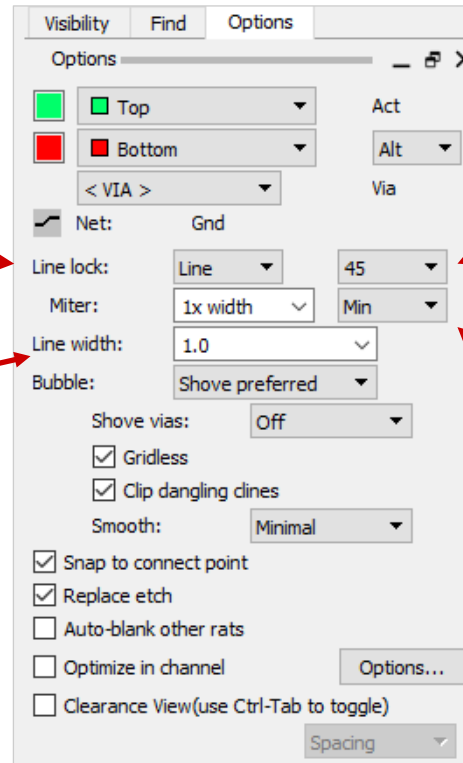 Visibility Find Options
Options
Top Act
Bottom Alt
< VIA > Via
Net: Gnd
Line lock: Line 45
Miter: 1x width Min
Line width: 1.0
Bubble: Shove preferred
Shove vias: Off
Gridless
Clip dangling clines
Smooth: Minimal
Snap to connect point
Replace etch
Auto-blank other rats
Optimize in channel Options...
Clearance View(use Ctrl-Tab to toggle)
Spacing